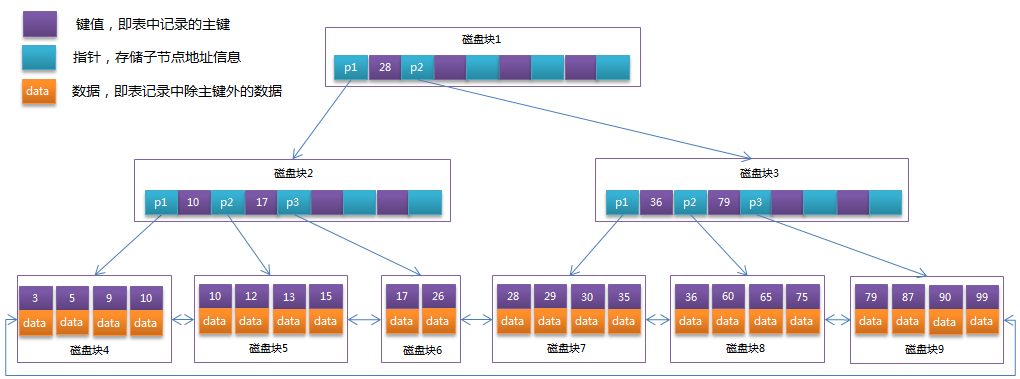 键值，即表中记录的主键
指针，存储子节点地址信息
data 数据，即表记录中除主键外的数据
磁盘块1
p1 28 p2
磁盘块2
p1 10 p2 17 p3
磁盘块3
p1 36 p2 79 p3
3 5 9 10
data data data data
磁盘块4
10 12 13 15
data data data data
磁盘块5
17 26
data data
磁盘块6
28 29 30 35
data data data data
磁盘块7
36 60 65 75
data data data data
磁盘块8
79 87 90 99
data data data data
磁盘块9